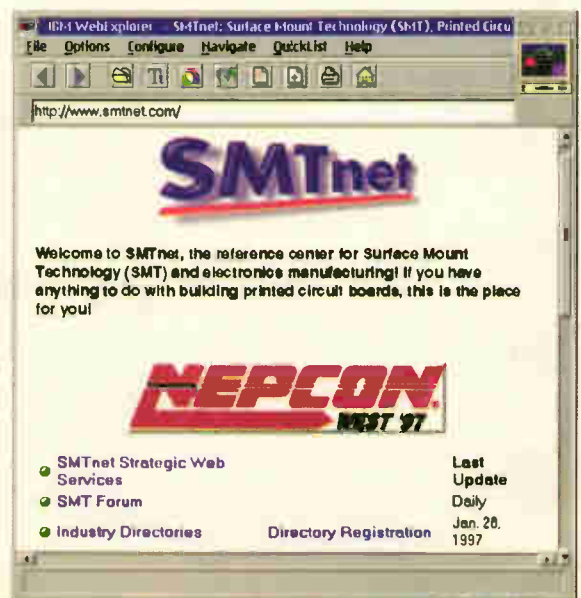 IBM WebExplorer - SMTnet: Surface Mount Technology (SMT), Printed Circu
File Options Configure Navigate QuickList Help
http://www.smtnet.com/
SMTnet
Welcome to SMTnet, the reference center for Surface Mount
Technology (SMT) and electronics manufacturing! If you have
anything to do with building printed circuit boards, this is the place
for you!
NEPCON
WEST '97
SMTnet Strategic Web Last
Services Update
SMT Forum Daily
Industry Directories Directory Registration Jan. 28,
1997